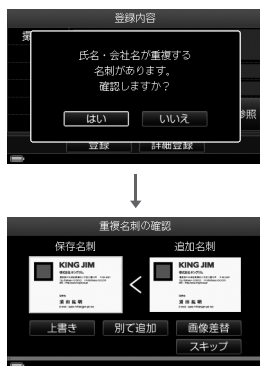 登録内容
撮
氏名・会社名が重複する
名刺があります。
確認しますか？
はい
いいえ
参照
登録
詳細登録
重複名刺の確認
保存名刺
追加名刺
KING JIM
<
KING JIM
上書き
別で追加
画像差替
スキップ